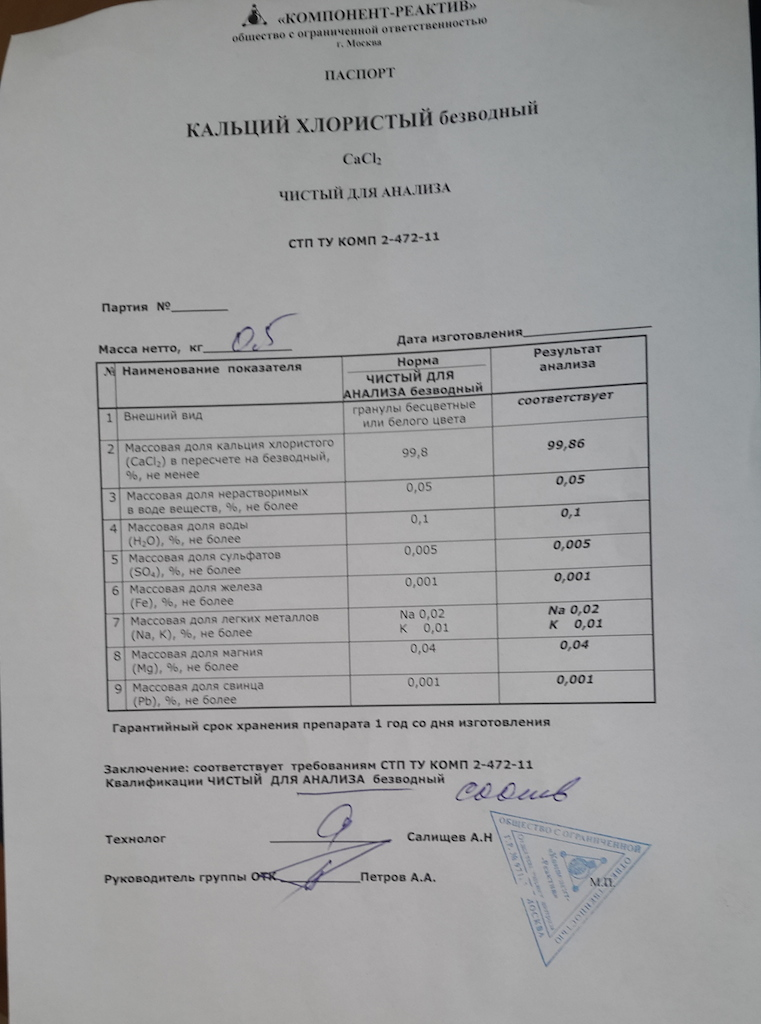 «КОМПОНЕНТ-РЕАКТИВ»
общество с ограниченной ответственностью
г. Москва
ПАСПОРТ
КАЛЬЦИЙ ХЛОРИСТЫЙ безводный
CaCl₂
ЧИСТЫЙ ДЛЯ АНАЛИЗА
СТП ТУ КОМП 2-472-11
Партия №
Масса нетто, кг 0,5 Дата изготовления
№ Наименование показателя Норма Результат
ЧИСТЫЙ ДЛЯ анализа
АНАЛИЗА безводный
1 Внешний вид гранулы бесцветные соответствует
или белого цвета
2 Массовая доля кальция хлористого
(CaCl₂) в пересчете на безводный, 99,8 99,86
%, не менее
3 Массовая доля нерастворимых 0,05 0,05
в воде веществ, %, не более
4 Массовая доля воды 0,1 0,1
(H₂O), %, не более
5 Массовая доля сульфатов 0,005 0,005
(SO₄), %, не более
6 Массовая доля железа 0,001 0,001
(Fe), %, не более
7 Массовая доля легких металлов Na 0,02 Na 0,02
(Na, K), %, не более K 0,01 K 0,01
8 Массовая доля магния 0,04 0,04
(Mg), %, не более
9 Массовая доля свинца 0,001 0,001
(Pb), %, не более
Гарантийный срок хранения препарата 1 год со дня изготовления
Заключение: соответствует требованиям СТП ТУ КОМП 2-472-11
Квалификации ЧИСТЫЙ ДЛЯ АНАЛИЗА безводный
соотв
Технолог Салищев А.Н
Руководитель группы ОТК Петров А.А.
М.П.
ОБЩЕСТВО С ОГРАНИЧЕННОЙ
ОТВЕТСТВЕННОСТЬЮ
МОСКВА
«Компонент-
Реактив»